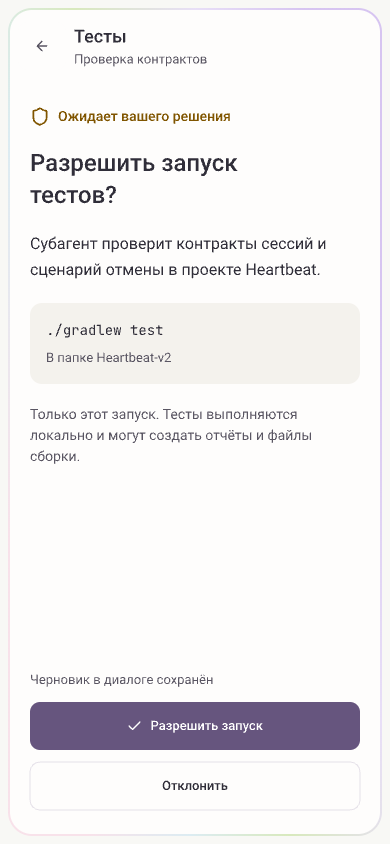 Тесты
Проверка контрактов
Ожидает вашего решения
Разрешить запуск
тестов?
Субагент проверит контракты сессий и
сценарий отмены в проекте Heartbeat.
./gradlew test
В папке Heartbeat-v2
Только этот запуск. Тесты выполняются
локально и могут создать отчёты и файлы
сборки.
Черновик в диалоге сохранён
Разрешить запуск
Отклонить